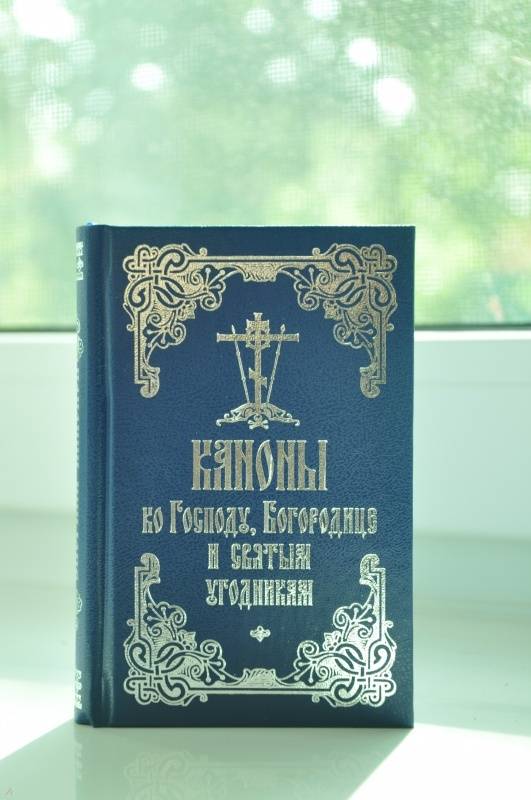 КАНОНЫ
ко Господу, Богородице
и святым
угодникам